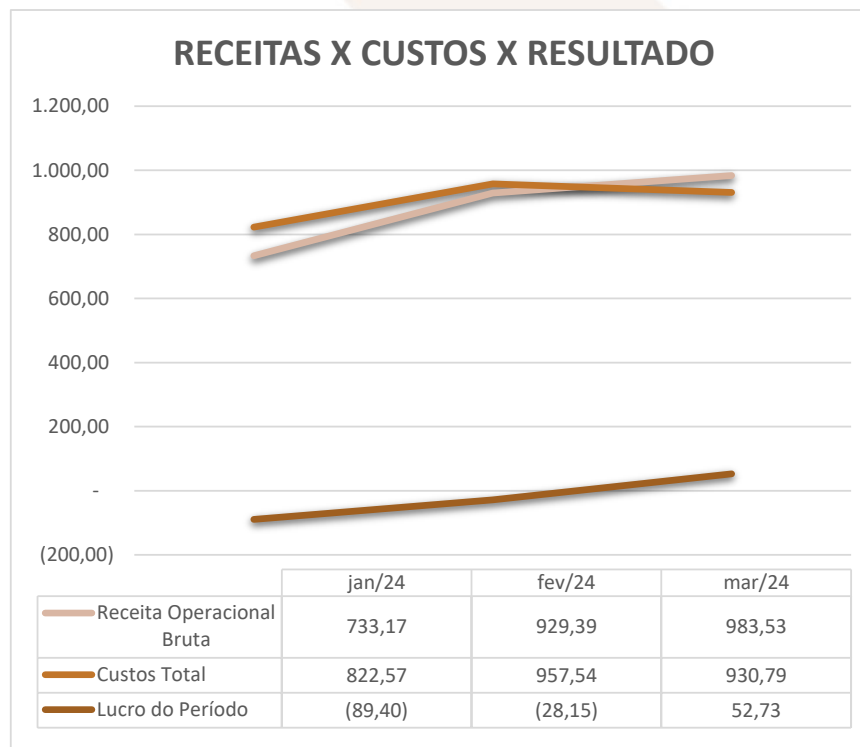 RECEITAS X CUSTOS X RESULTADO
1.200,00
1.000,00
800,00
600,00
400,00
200,00
-
(200,00)
jan/24 fev/24 mar/24
Receita Operacional
Bruta 733,17 929,39 983,53
Custos Total 822,57 957,54 930,79
Lucro do Período (89,40) (28,15) 52,73